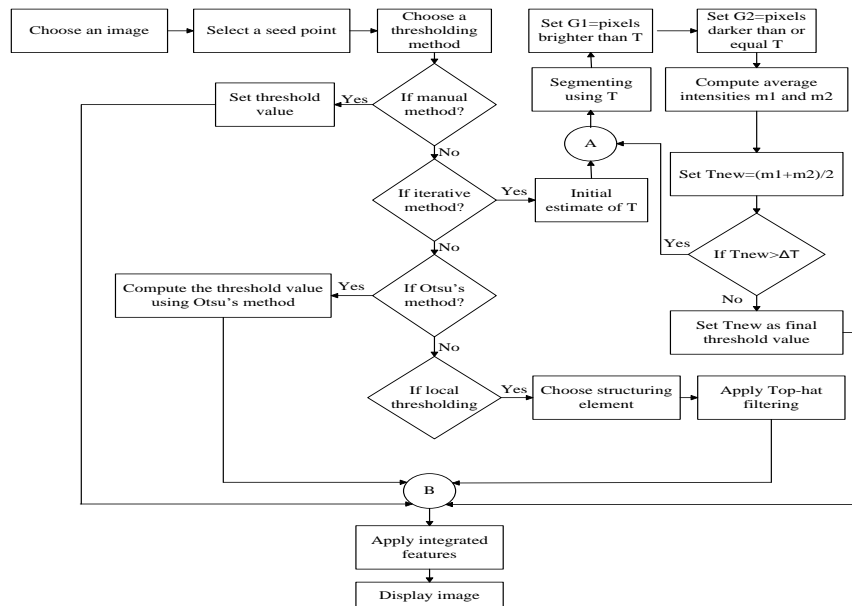 Choose an image
Select a seed point
Choose a
thresholding
method
Set G1=pixels
brighter than T
Set G2=pixels
darker than or
equal T
If manual
method?
Yes
Set threshold
value
No
Segmenting
using T
Compute average
intensities m1 and m2
A
If iterative
method?
Yes
Initial
estimate of T
Set Tnew=(m1+m2)/2
No
If Tnew>ΔT
Yes
No
If Otsu's
method?
Yes
Compute the threshold value
using Otsu's method
Set Tnew as final
threshold value
No
If local
thresholding
Yes
Choose structuring
element
Apply Top-hat
filtering
B
Apply integrated
features
Display image